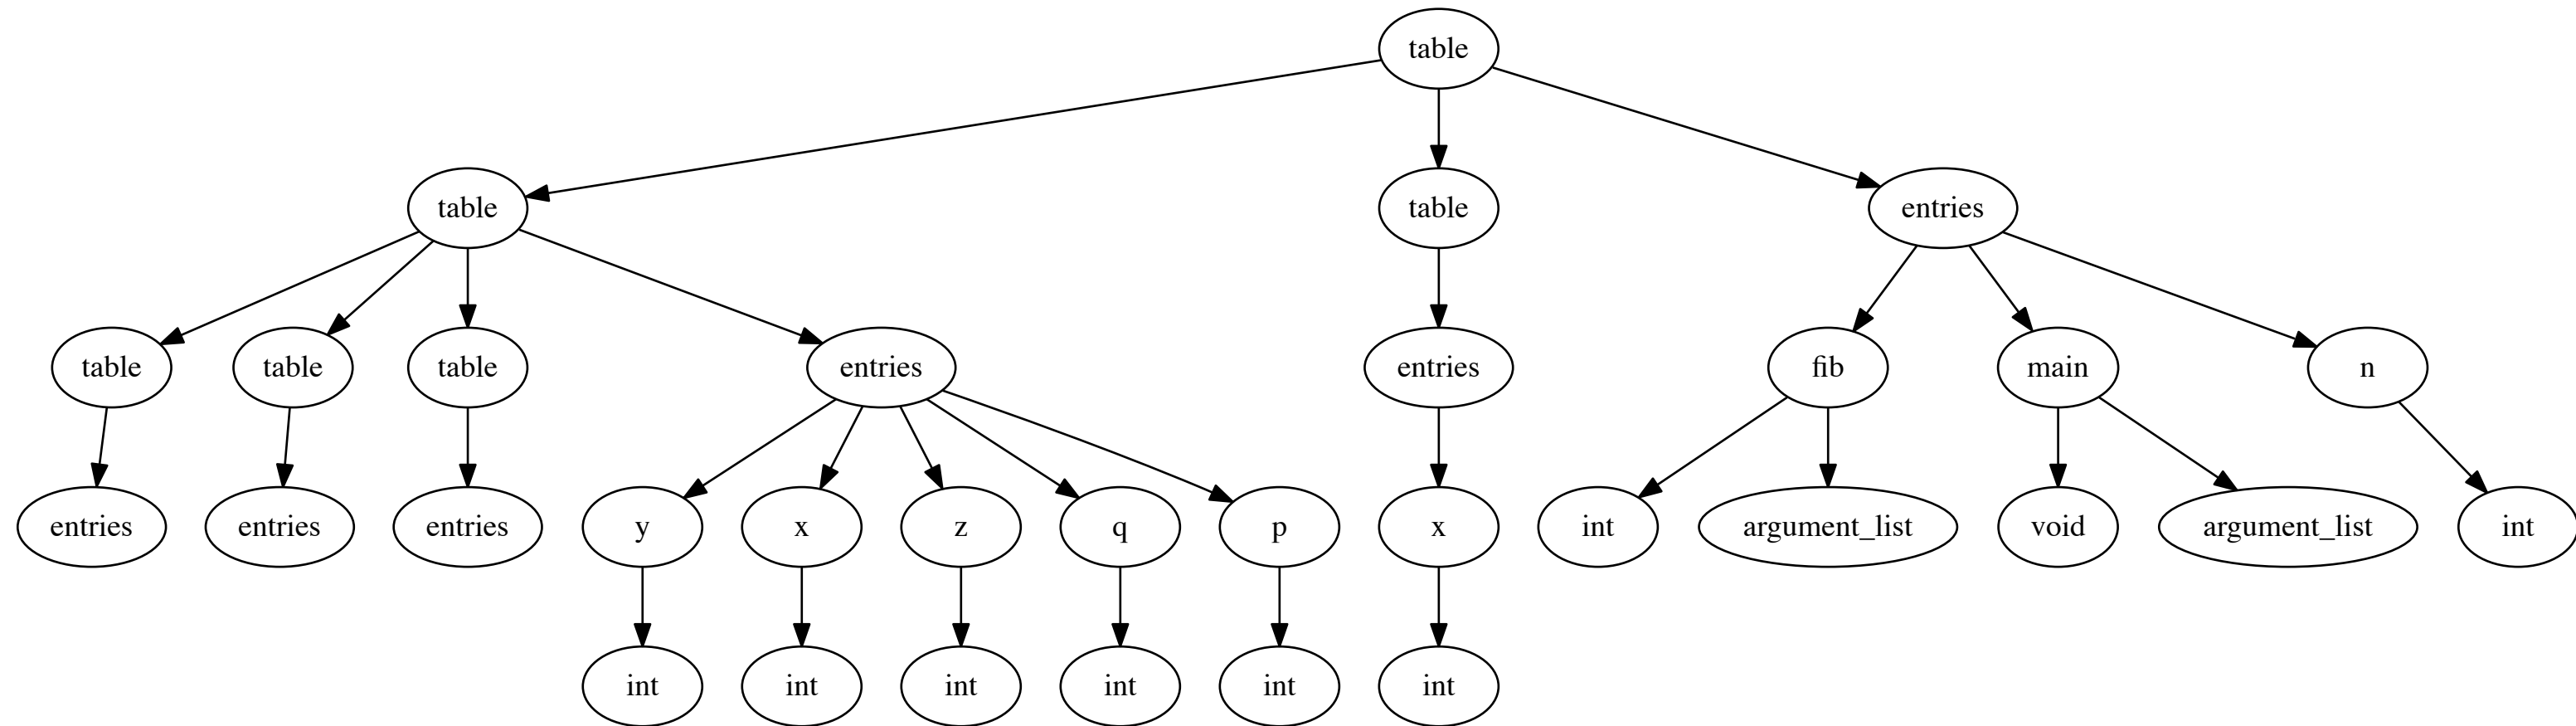 table
table table entries
table table table entries entries fib main n
entries entries entries y x z q p x int argument_list void argument_list int
int int int int int int